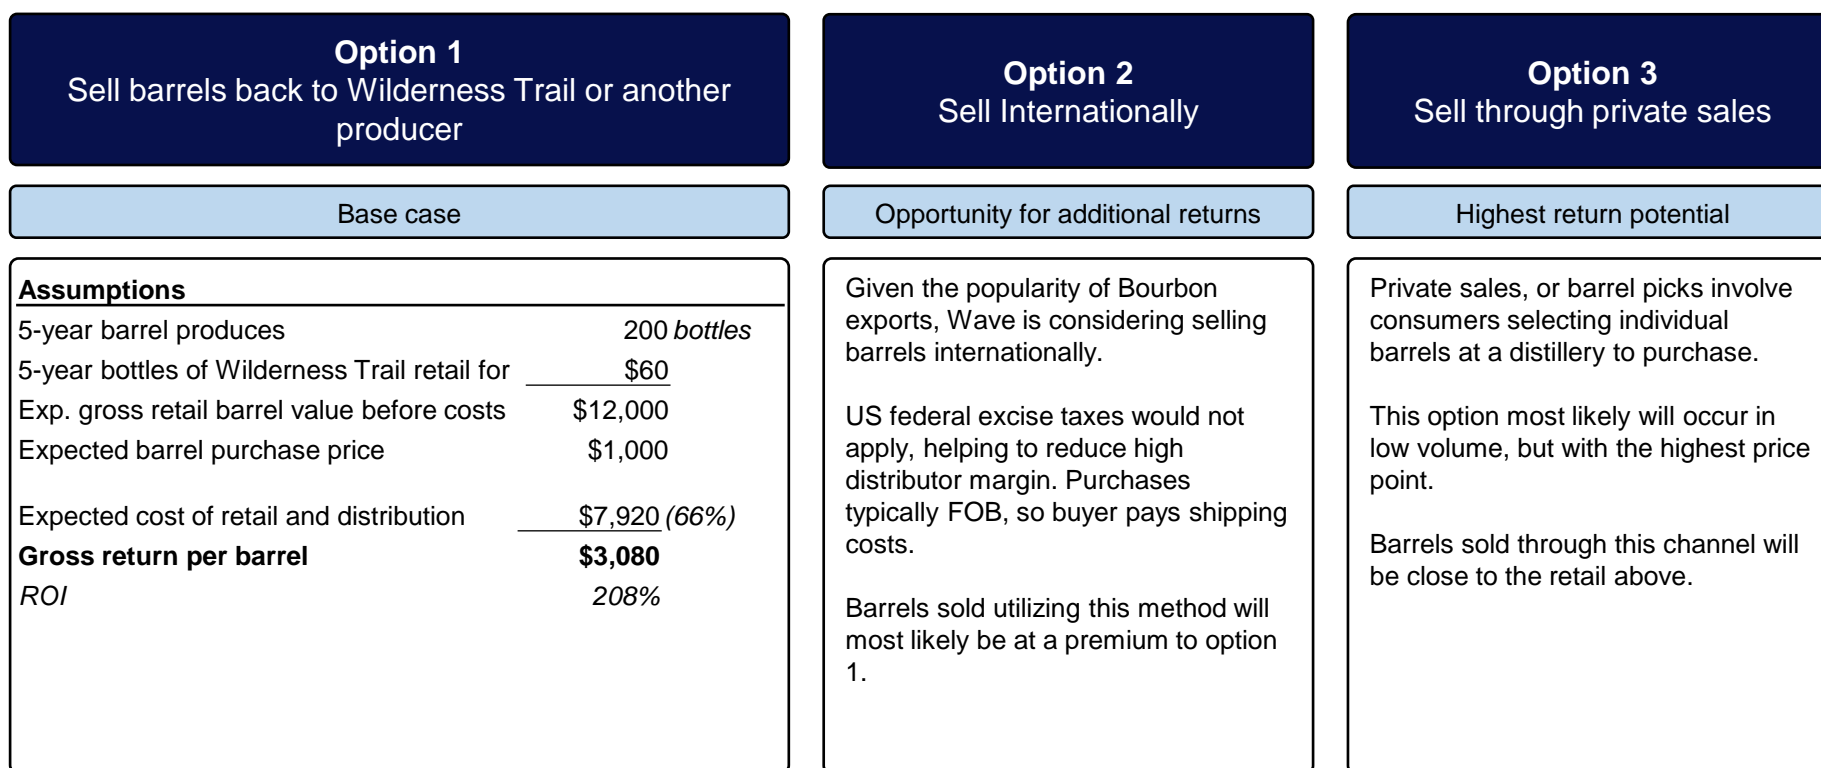 Option 1
Sell barrels back to Wilderness Trail or another
producer
Base case
Assumptions
5-year barrel produces 200 bottles
5-year bottles of Wilderness Trail retail for $60
Exp. gross retail barrel value before costs $12,000
Expected barrel purchase price $1,000
Expected cost of retail and distribution $7,920 (66%)
Gross return per barrel $3,080
ROI 208%
Option 2
Sell Internationally
Opportunity for additional returns
Given the popularity of Bourbon
exports, Wave is considering selling
barrels internationally.
US federal excise taxes would not
apply, helping to reduce high
distributor margin. Purchases
typically FOB, so buyer pays shipping
costs.
Barrels sold utilizing this method will
most likely be at a premium to option
1.
Option 3
Sell through private sales
Highest return potential
Private sales, or barrel picks involve
consumers selecting individual
barrels at a distillery to purchase.
This option most likely will occur in
low volume, but with the highest price
point.
Barrels sold through this channel will
be close to the retail above.